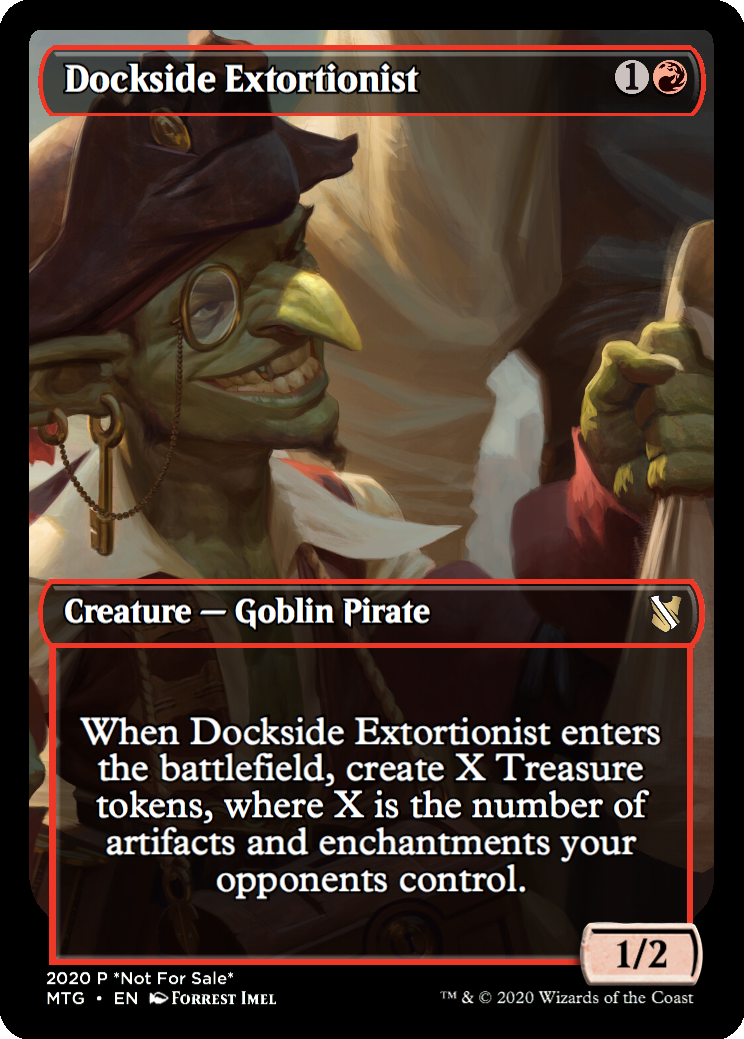 Dockside Extortionist 1
Creature — Goblin Pirate
When Dockside Extortionist enters
the battlefield, create X Treasure
tokens, where X is the number of
artifacts and enchantments your
opponents control.
1/2
2020 P *Not For Sale*
MTG • EN Forrest Imel ™ & © 2020 Wizards of the Coast